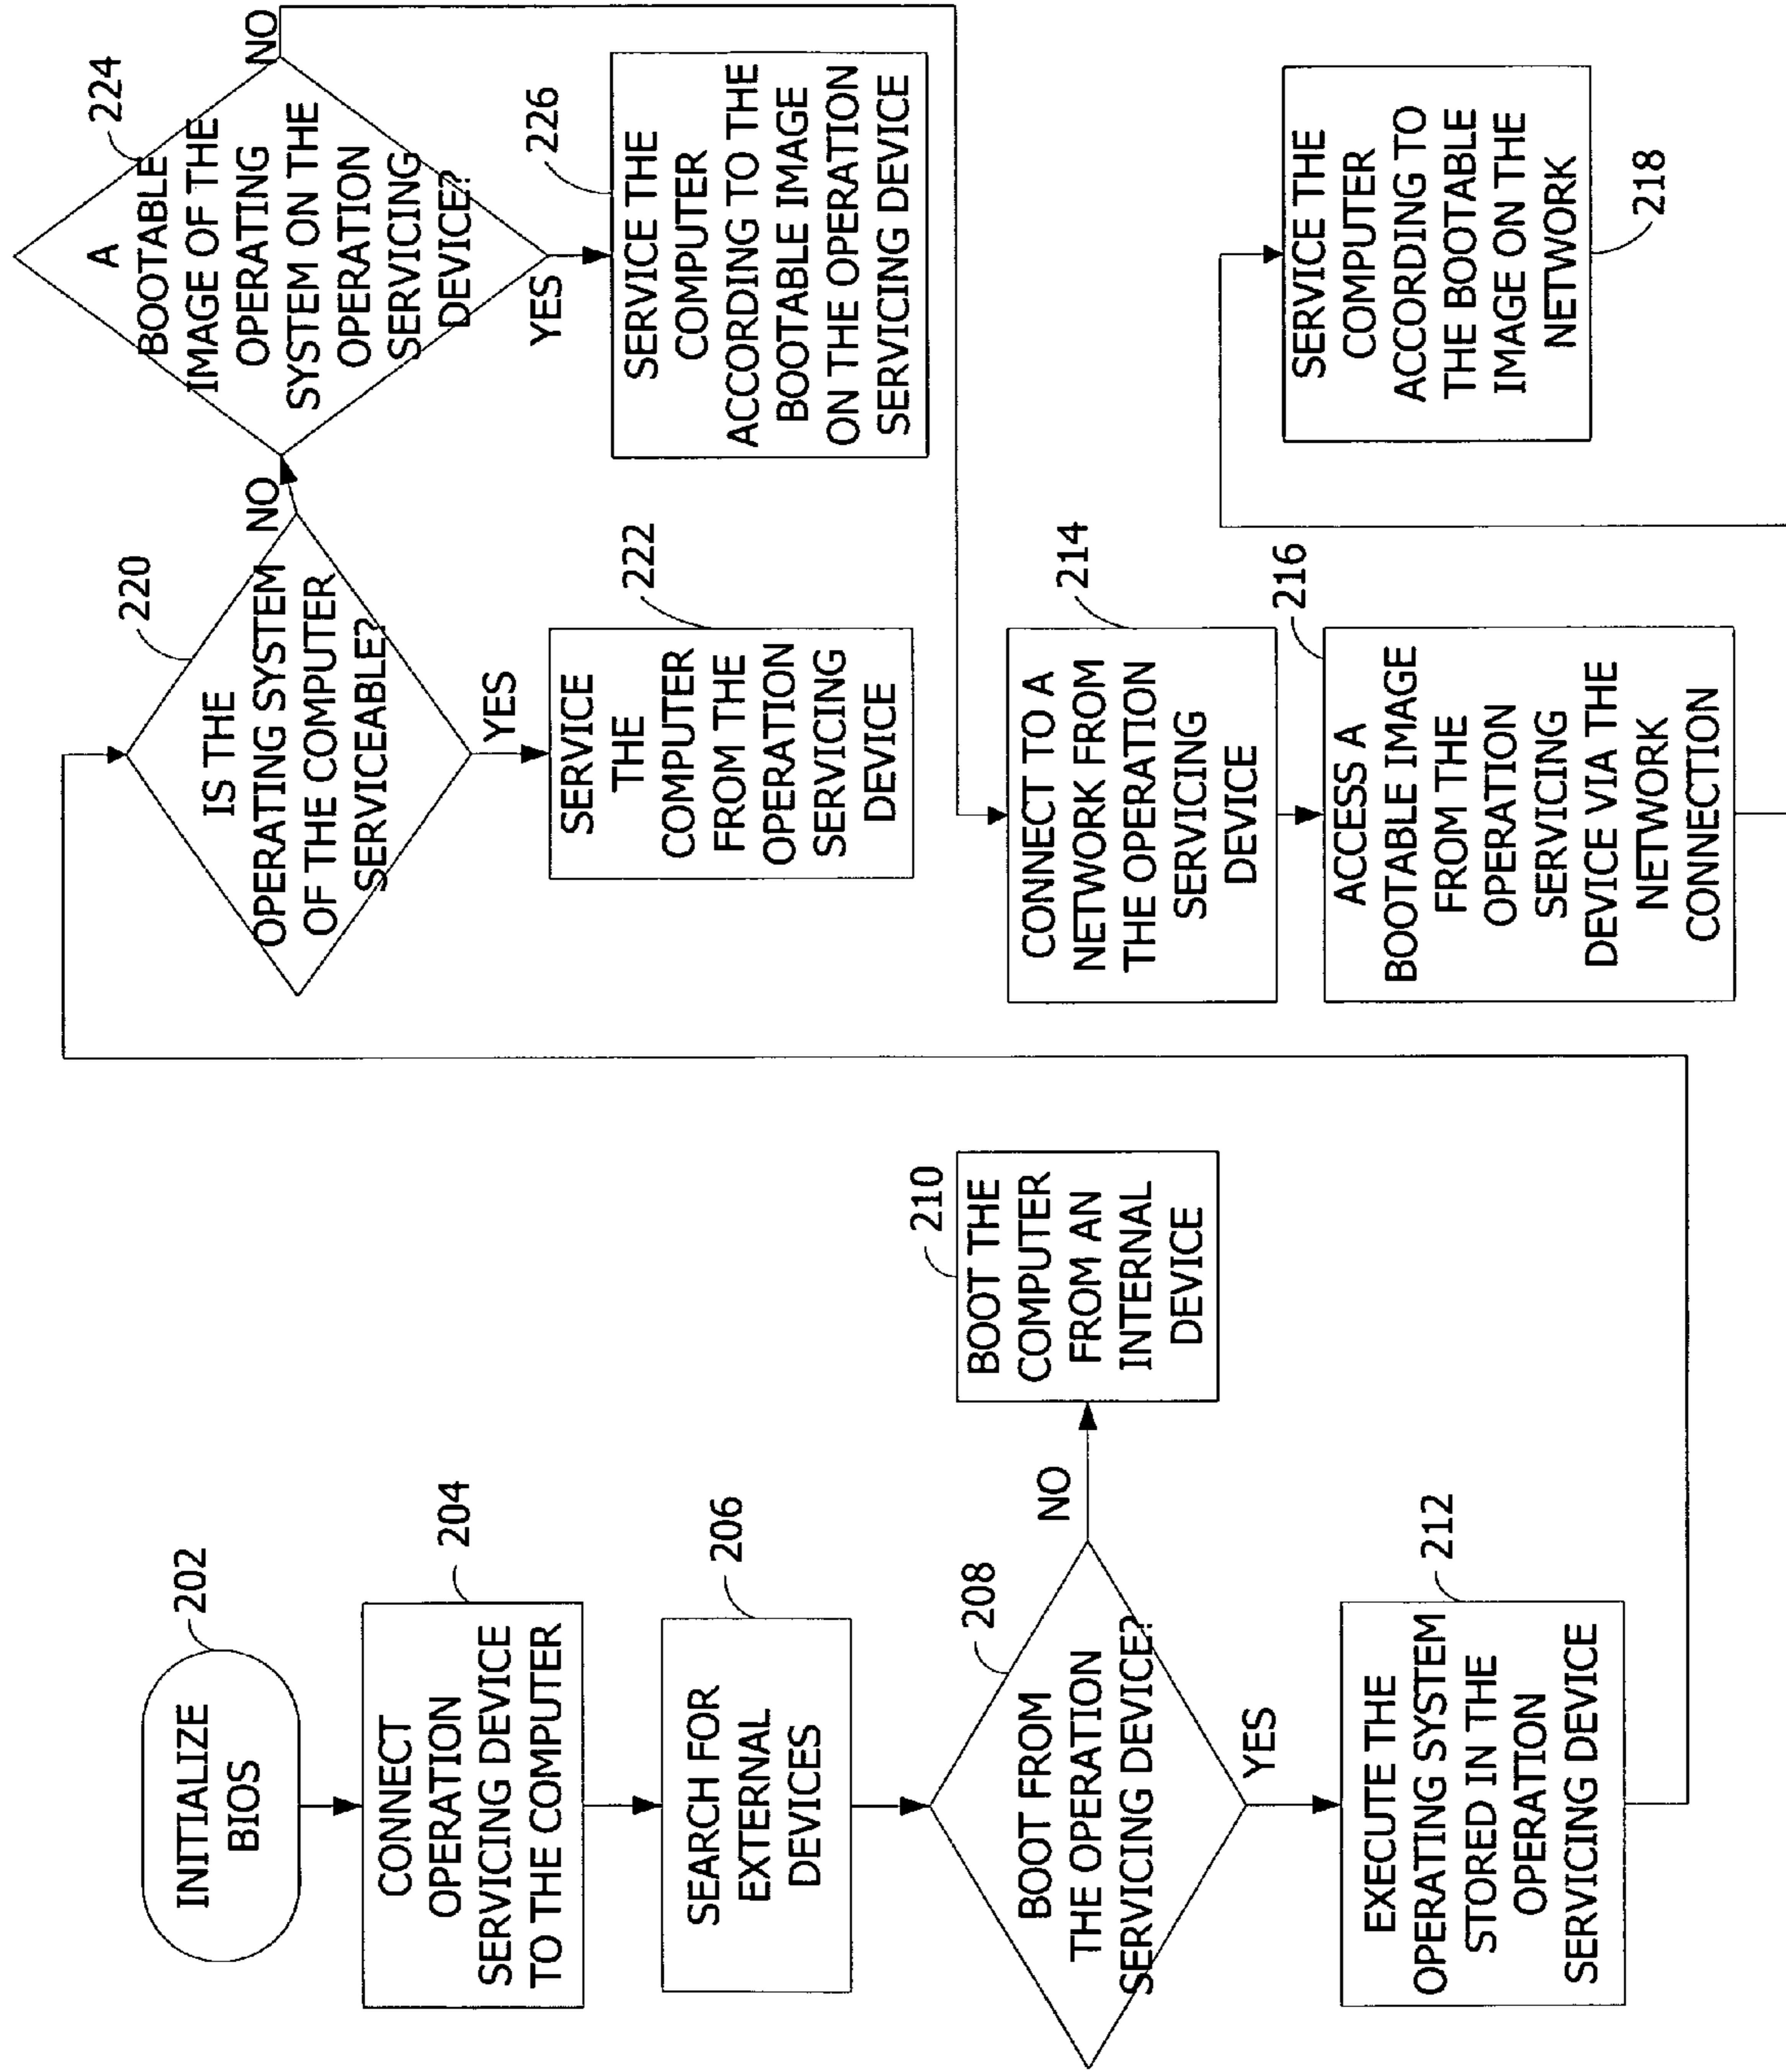 INITIALIZE
BIOS
202
CONNECT
OPERATION
SERVICING DEVICE
TO THE COMPUTER
204
SEARCH FOR
EXTERNAL
DEVICES
206
BOOT FROM
THE OPERATION
SERVICING DEVICE?
208
NO
BOOT THE
COMPUTER
FROM AN
INTERNAL
DEVICE
210
YES
EXECUTE THE
OPERATING SYSTEM
STORED IN THE
OPERATION
SERVICING DEVICE
212
IS THE
OPERATING SYSTEM
OF THE COMPUTER
SERVICEABLE?
220
NO
YES
SERVICE
THE
COMPUTER
FROM THE
OPERATION
SERVICING
DEVICE
222
A
BOOTABLE
IMAGE OF THE
OPERATING
SYSTEM ON THE
OPERATION
SERVICING
DEVICE?
224
NO
YES
SERVICE THE
COMPUTER
ACCORDING TO THE
BOOTABLE IMAGE
ON THE OPERATION
SERVICING DEVICE
226
CONNECT TO A
NETWORK FROM
THE OPERATION
SERVICING
DEVICE
214
ACCESS A
BOOTABLE IMAGE
FROM THE
OPERATION
SERVICING
DEVICE VIA THE
NETWORK
CONNECTION
216
SERVICE THE
COMPUTER
ACCORDING TO
THE BOOTABLE
IMAGE ON THE
NETWORK
218